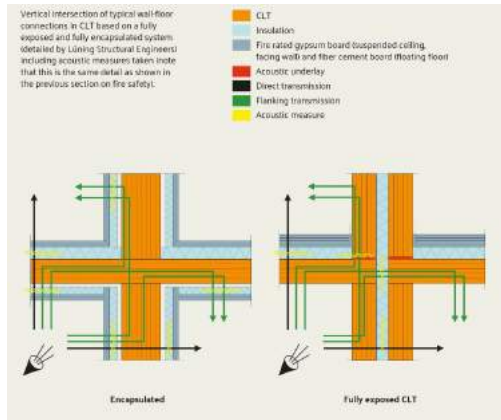 Vertical intersection of typical wall-floor
connections in CLT based on a fully
exposed and fully encapsulated system
(detailed by Lüning Structural Engineers)
including acoustic measures taken (note
that this is the same detail as shown in
the previous section on fire safety).
CLT
Insulation
Fire rated gypsum board (suspended ceiling,
facing wall) and fiber cement board (floating floor)
Acoustic underlay
Direct transmission
Flanking transmission
Acoustic measure
Encapsulated
Fully exposed CLT